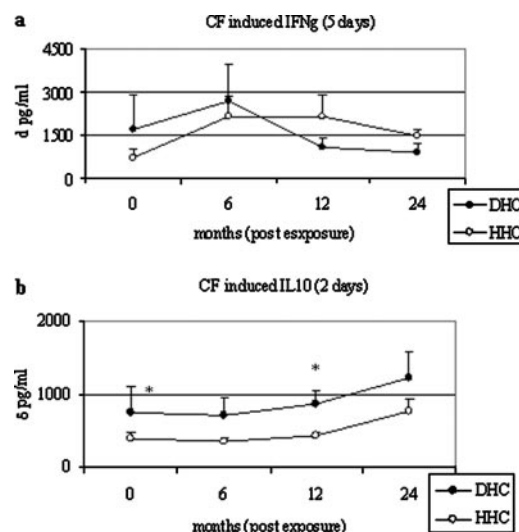 a
CF induced IFNg (5 days)
4500
3000
1500
0
d pg/ml
0 6 12 24
months (post esxposure)
DHC
HHC
b
CF induced IL10 (2 days)
2000
1000
0
δ pg/ml
*
*
0 6 12 24
months (post exposure)
DHC
HHC